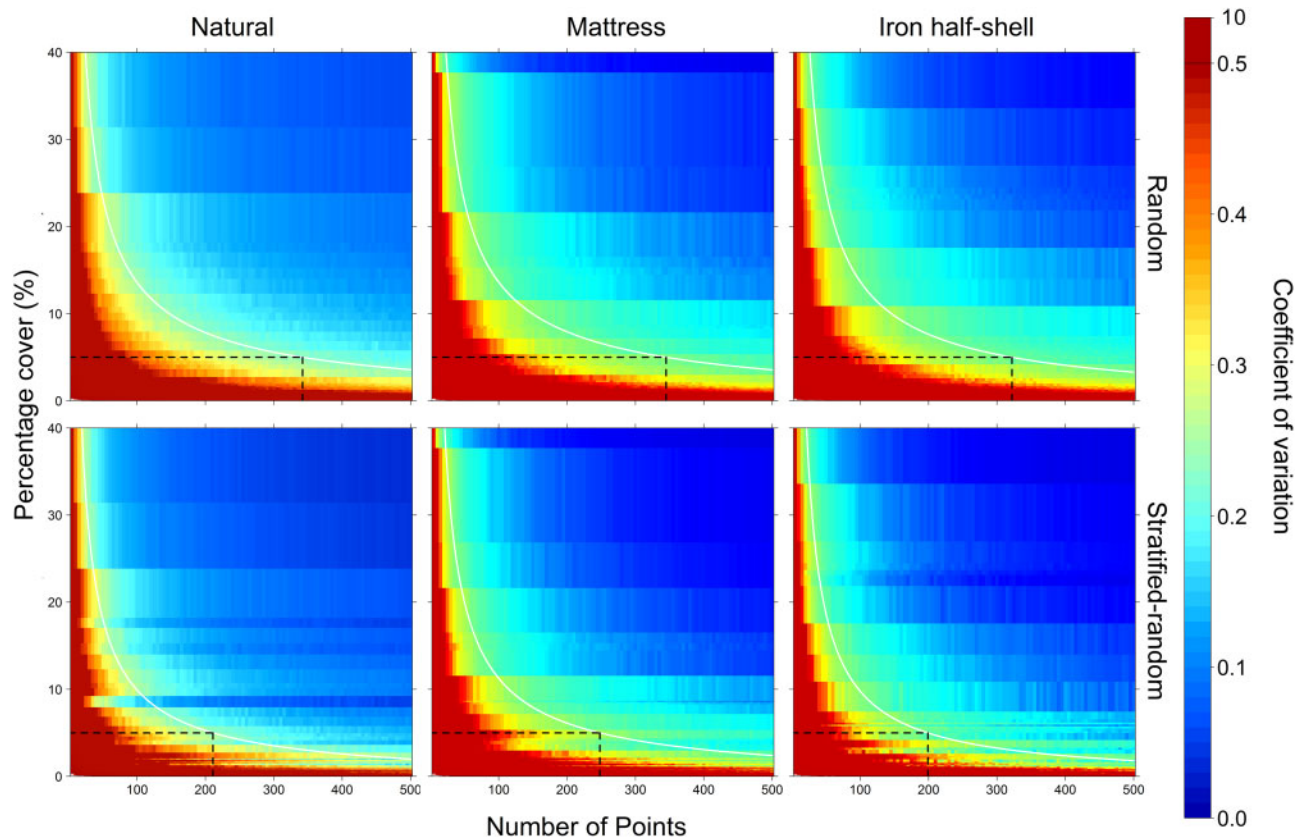 Natural Mattress Iron half-shell
10
40
0.5
30
Random
0.4
20
10
0.3
Coefficient of variation
0
Percentage cover (%)
40
30
0.2
Stratified-random
20
0.1
10
0
0.0
100 200 300 400 500 100 200 300 400 500 100 200 300 400 500
Number of Points